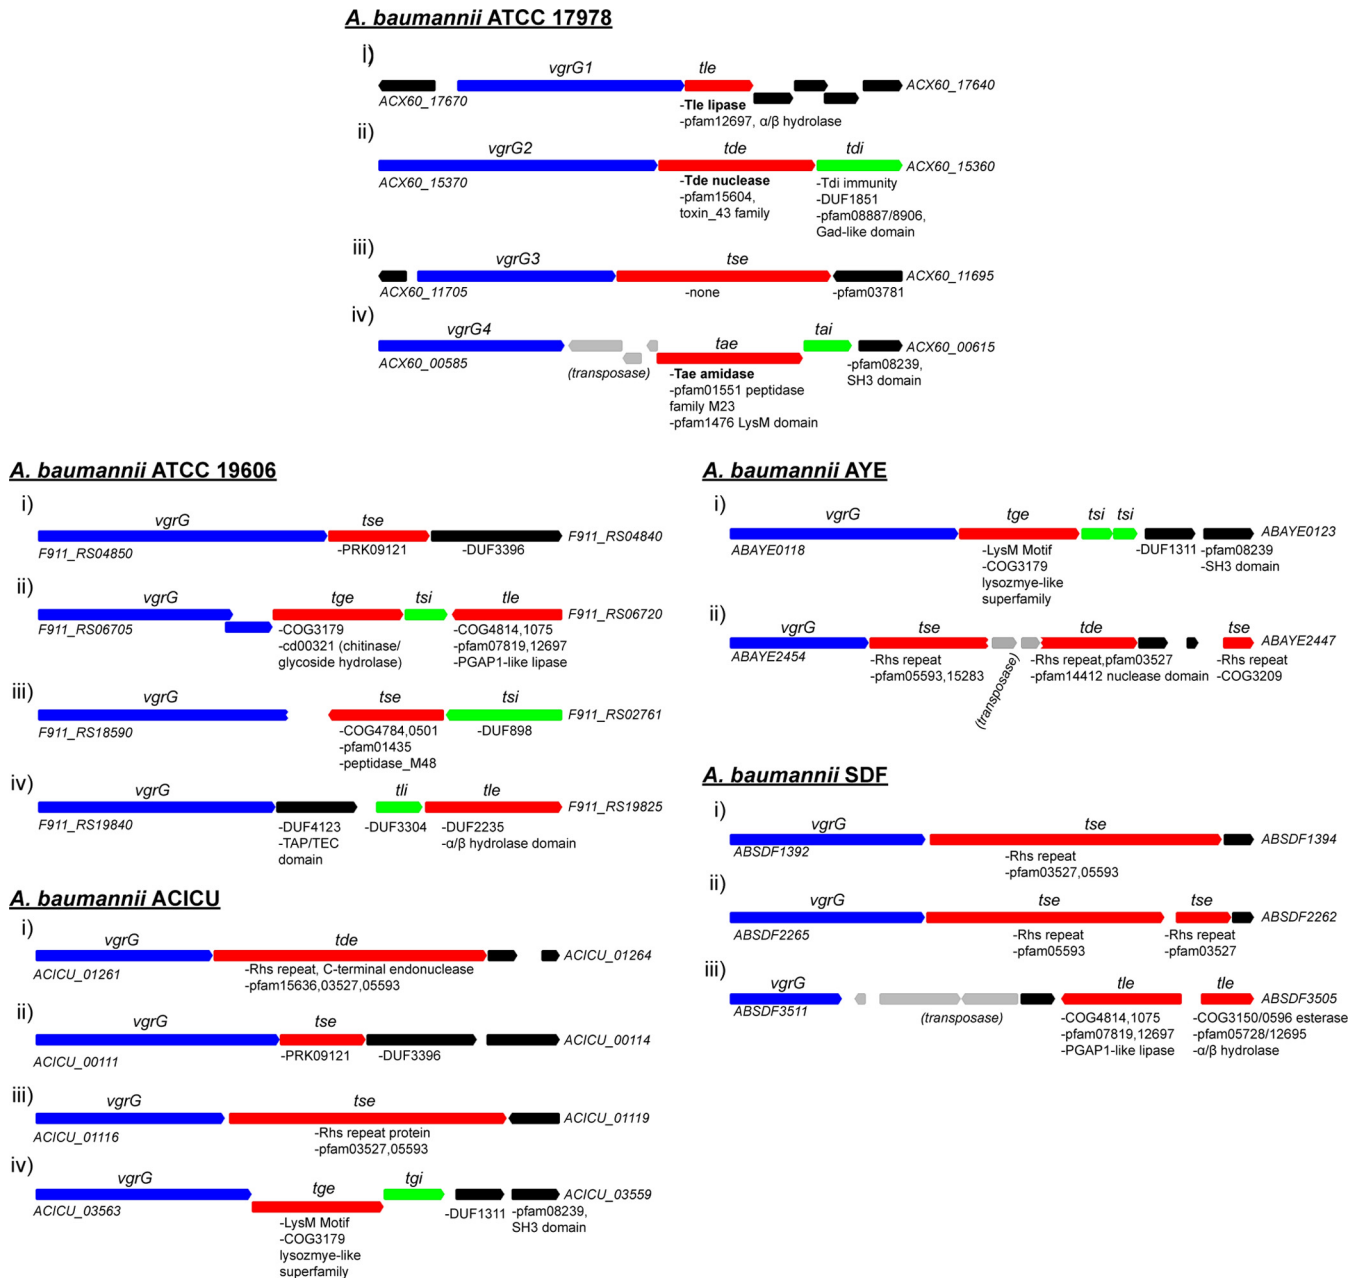 A. baumannii ATCC 17978
i)
vgrG1 tle
ACX60_17670 ACX60_17640
-Tle lipase
-pfam12697, α/β hydrolase
ii)
vgrG2 tde tdi
ACX60_15370 ACX60_15360
-Tde nuclease
-pfam15604,
toxin_43 family
-Tdi immunity
-DUF1851
-pfam08887/8906,
Gad-like domain
iii)
vgrG3 tse
ACX60_11705 ACX60_11695
-none
-pfam03781
iv)
vgrG4 tae tai
ACX60_00585 ACX60_00615
(transposase)
-Tae amidase
-pfam01551 peptidase
family M23
-pfam1476 LysM domain
-pfam08239,
SH3 domain
A. baumannii ATCC 19606
i)
vgrG tse
F911_RS04850 F911_RS04840
-PRK09121
-DUF3396
ii)
vgrG tge tsi tle
F911_RS06705 F911_RS06720
-COG3179
-cd00321 (chitinase/
glycoside hydrolase)
-COG4814,1075
-pfam07819,12697
-PGAP1-like lipase
iii)
vgrG tse tsi
F911_RS18590 F911_RS02761
-COG4784,0501
-pfam01435
-peptidase_M48
-DUF898
iv)
vgrG tli tle
F911_RS19840 F911_RS19825
-DUF4123
-TAP/TEC
domain
-DUF3304
-DUF2235
-α/β hydrolase domain
A. baumannii ACICU
i)
vgrG tde
ACICU_01261 ACICU_01264
-Rhs repeat, C-terminal endonuclease
-pfam15636,03527,05593
ii)
vgrG tse
ACICU_00111 ACICU_00114
-PRK09121
-DUF3396
iii)
vgrG tse
ACICU_01116 ACICU_01119
-Rhs repeat protein
-pfam03527,05593
iv)
vgrG tge tgi
ACICU_03563 ACICU_03559
-LysM Motif
-COG3179
lysozmye-like
superfamily
-DUF1311
-pfam08239,
SH3 domain
A. baumannii AYE
i)
vgrG tge tsi tsi
ABAYE0118 ABAYE0123
-LysM Motif
-COG3179
lysozmye-like
superfamily
-DUF1311
-pfam08239
-SH3 domain
ii)
vgrG tse tde tse
ABAYE2454 ABAYE2447
-Rhs repeat
-pfam05593,15283
(transposase)
-Rhs repeat,pfam03527
-pfam14412 nuclease domain
-Rhs repeat
-COG3209
A. baumannii SDF
i)
vgrG tse
ABSDF1392 ABSDF1394
-Rhs repeat
-pfam03527,05593
ii)
vgrG tse tse
ABSDF2265 ABSDF2262
-Rhs repeat
-pfam05593
-Rhs repeat
-pfam03527
iii)
vgrG tle tle
ABSDF3511 ABSDF3505
(transposase)
-COG4814,1075
-pfam07819,12697
-PGAP1-like lipase
-COG3150/0596 esterase
-pfam05728/12695
-α/β hydrolase